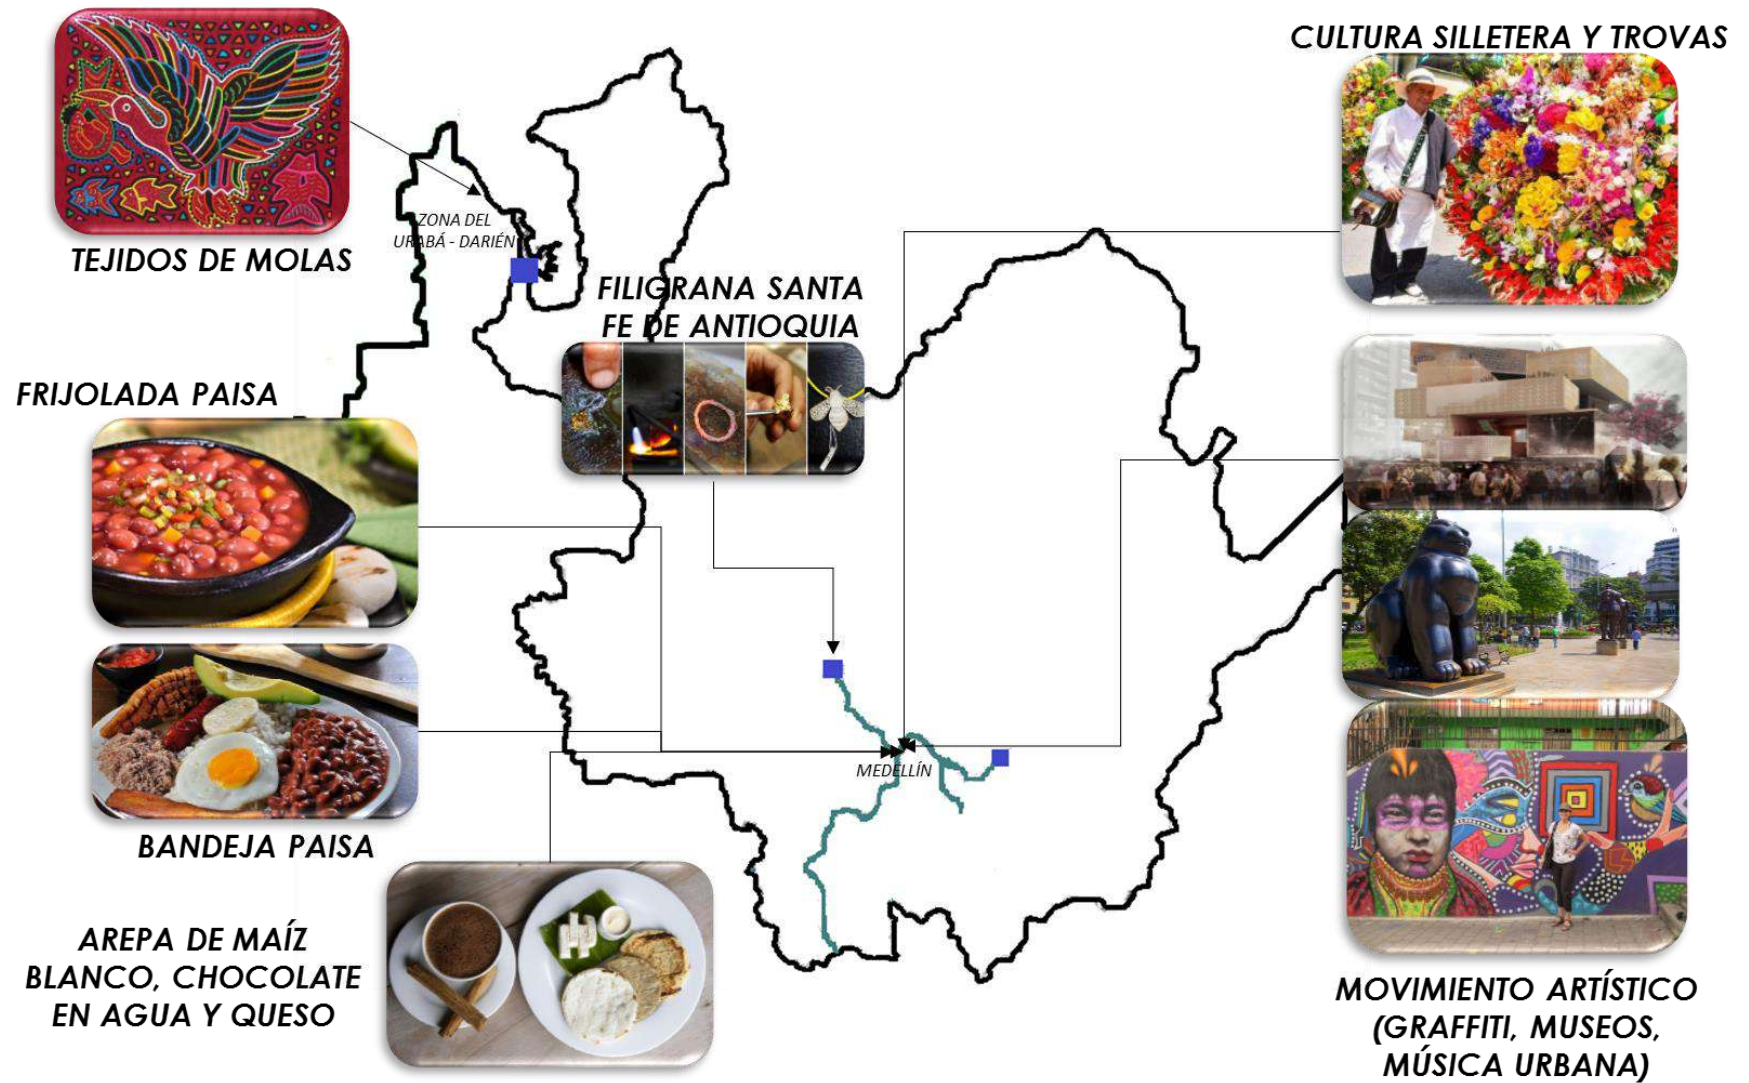 CULTURA SILLETERA Y TROVAS
ZONA DEL
URABÁ - DARIÉN
TEJIDOS DE MOLAS
FILIGRANA SANTA
FE DE ANTIOQUIA
FRIJOLADA PAISA
MEDELLÍN
BANDEJA PAISA
AREPA DE MAÍZ
BLANCO, CHOCOLATE
EN AGUA Y QUESO
MOVIMIENTO ARTÍSTICO
(GRAFFITI, MUSEOS,
MÚSICA URBANA)